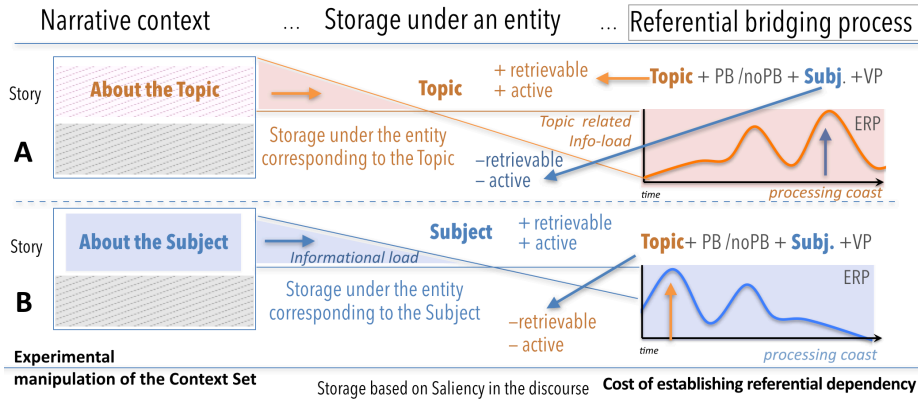 Narrative context ... Storage under an entity ... Referential bridging process
Story
About the Topic
A
Topic
+ retrievable
+ active
Topic + PB /noPB + Subj. +VP
Storage under the entity
corresponding to the Topic
Topic related
Info-load
–retrievable
– active
ERP
time
processing coast
Story
About the Subject
B
Informational load
Subject
+ retrievable
+ active
Topic+ PB /noPB + Subj. +VP
Storage under the entity
corresponding to the Subject
–retrievable
– active
ERP
time
processing coast
Experimental
manipulation of the Context Set
Storage based on Saliency in the discourse
Cost of establishing referential dependency